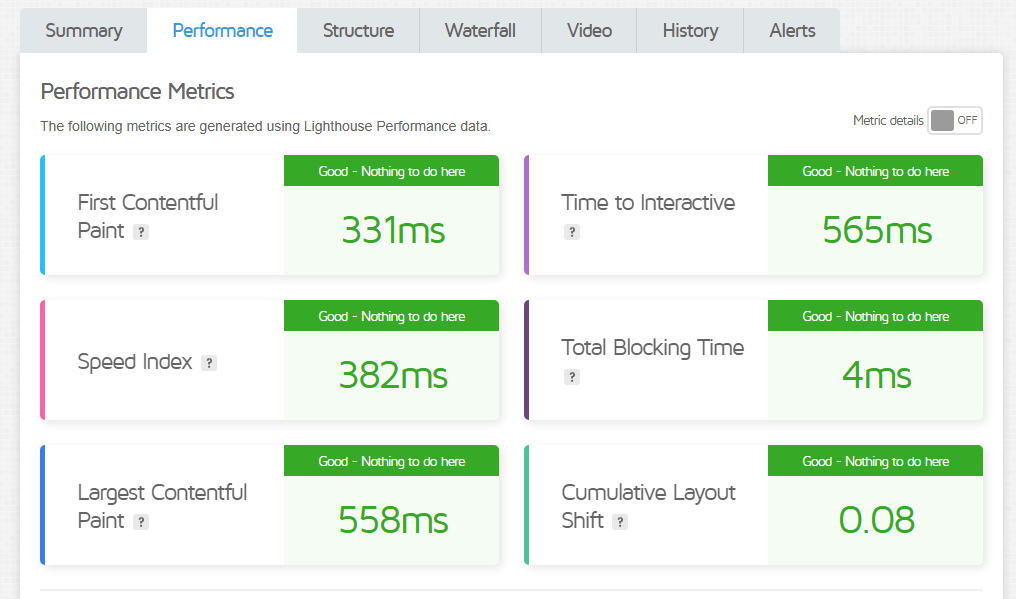 Summary
Performance
Structure
Waterfall
Video
History
Alerts
Performance Metrics
The following metrics are generated using Lighthouse Performance data.
Metric details
OFF
First Contentful
Paint ?
Good - Nothing to do here
331ms
Time to Interactive
?
Good - Nothing to do here
565ms
Speed Index ?
Good - Nothing to do here
382ms
Total Blocking Time
?
Good - Nothing to do here
4ms
Largest Contentful
Paint ?
Good - Nothing to do here
558ms
Cumulative Layout
Shift ?
Good - Nothing to do here
0.08